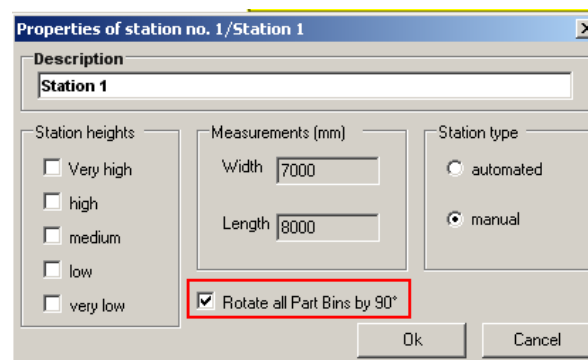 Properties of station no. 1/Station 1
Description
Station 1
Station heights
Very high
high
medium
low
very low
Measurements (mm)
Width 7000
Length 8000
Station type
automated
manual
Rotate all Part Bins by 90°
Ok Cancel